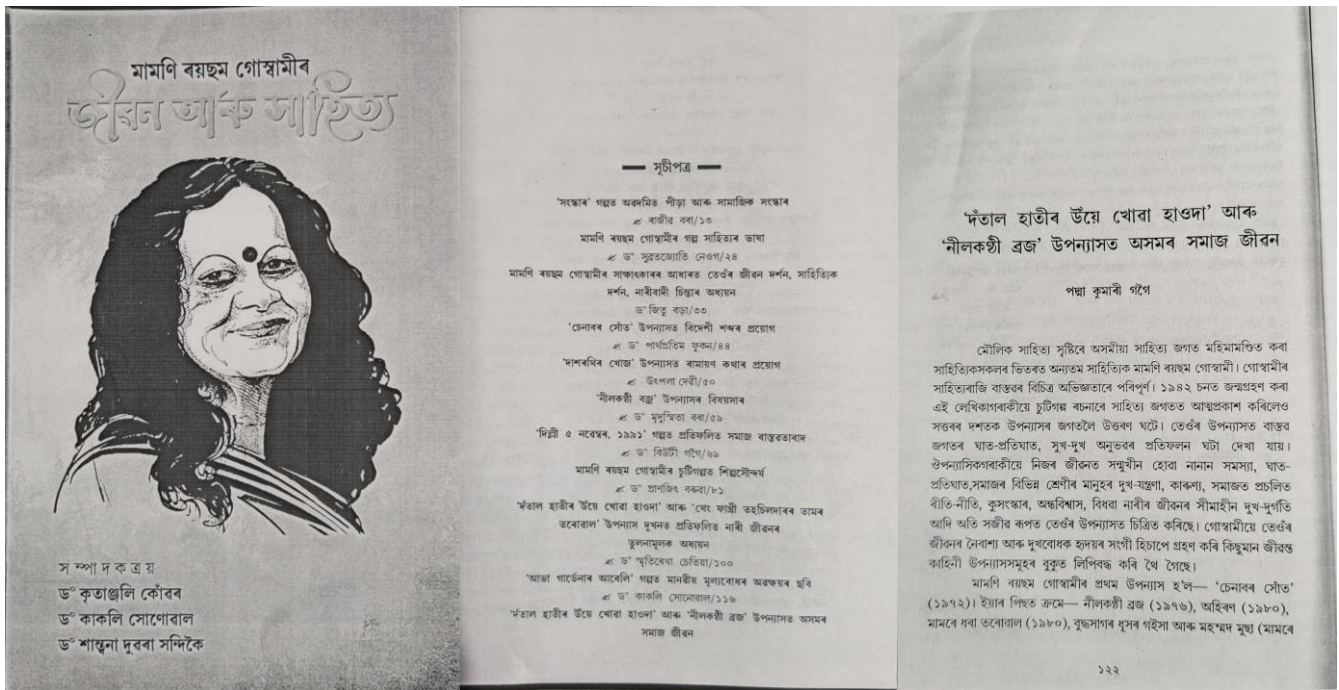 মামণি ৰয়ছম গোস্বামীৰ
জীৱন আৰু সাহিত্য
সম্পাদকত্ৰয়
ড° কৃতাঞ্জলি কোঁৱৰ
ড° কাকলি সোণোৱাল
ড° শান্ত্বনা দুৱৰা সন্দিকৈ
সূচীপত্ৰ
'সংস্কাৰ' গল্পত অৱদমিত পীড়া আৰু সামাজিক সংস্কাৰ
ৰাজীৱ বৰা/১৩
মামণি ৰয়ছম গোস্বামীৰ গল্প সাহিত্যৰ ভাষা
ড° সুব্ৰতজ্যোতি নেওগ/২৪
মামণি ৰয়ছম গোস্বামীৰ সাক্ষাৎকাৰৰ আধাৰত তেওঁৰ জীৱন দৰ্শন, সাহিত্যিক
দৰ্শন, নাৰীবাদী চিন্তাৰ অধ্যয়ন
ড° জিতু বড়া/৩৩
'চেনাবৰ সোঁত' উপন্যাসত বিদেশী শব্দৰ প্ৰয়োগ
ড° পাৰ্থপ্ৰতিম ফুকন/৪৪
'দাশৰথিৰ খোজ' উপন্যাসত ৰামায়ণ কথাৰ প্ৰয়োগ
উৎপলা দেৱী/৫০
'নীলকণ্ঠী ব্ৰজ' উপন্যাসৰ বিষয়সাৰ
ড° মৃদুস্মিতা বৰা/৫৯
'দিল্লী ৫ নৱেম্বৰ, ১৯৯১' গল্পত প্ৰতিফলিত সমাজ বাস্তৱতাবাদ
ড° বিউটী গগৈ/৬৯
মামণি ৰয়ছম গোস্বামীৰ চুটিগল্পত শিল্পসৌন্দৰ্য
ড° প্ৰাণজিৎ বৰুৱা/৮১
'দঁতাল হাতীৰ উঁয়ে খোৱা হাওদা' আৰু 'থেং ফাখ্ৰী তহচিলদাৰৰ তামৰ
তৰোৱাল' উপন্যাস দুখনত প্ৰতিফলিত নাৰী জীৱনৰ
তুলনামূলক অধ্যয়ন
ড° স্মৃতিৰেখা চেতিয়া/১০০
'আভা গাৰ্ডেনাৰ আবেলি' গল্পত মানৱীয় মূল্যবোধৰ অৱক্ষয়ৰ ছবি
ড° কাকলি সোনোৱাল/১১৬
'দঁতাল হাতীৰ উঁয়ে খোৱা হাওদা' আৰু 'নীলকণ্ঠী ব্ৰজ' উপন্যাসত অসমৰ
সমাজ জীৱন
'দঁতাল হাতীৰ উঁয়ে খোৱা হাওদা' আৰু
'নীলকণ্ঠী ব্ৰজ' উপন্যাসত অসমৰ সমাজ জীৱন
পদ্মা কুমাৰী গগৈ
মৌলিক সাহিত্য সৃষ্টিৰে অসমীয়া সাহিত্য জগত মহিমামণ্ডিত কৰা
সাহিত্যিকসকলৰ ভিতৰত অন্যতম সাহিত্যিক মামণি ৰয়ছম গোস্বামী। গোস্বামীৰ
সাহিত্যৰাজি বাস্তৱৰ বিচিত্ৰ অভিজ্ঞতাৰে পৰিপূৰ্ণ। ১৯৪২ চনত জন্মগ্ৰহণ কৰা
এই লেখিকাগৰাকীয়ে চুটিগল্প ৰচনাৰে সাহিত্য জগতত আত্মপ্ৰকাশ কৰিলেও
সত্তৰৰ দশকত উপন্যাসৰ জগতলৈ উত্তৰণ ঘটে। তেওঁৰ উপন্যাসত বাস্তৱ
জগতৰ ঘাত-প্ৰতিঘাত, সুখ-দুখ অনুভৱৰ প্ৰতিফলন ঘটা দেখা যায়।
ঔপন্যাসিকগৰাকীয়ে নিজৰ জীৱনত সন্মুখীন হোৱা নানান সমস্যা, ঘাত-
প্ৰতিঘাত,সমাজৰ বিভিন্ন শ্ৰেণীৰ মানুহৰ দুখ-যন্ত্ৰণা, কাৰুণ্য, সমাজত প্ৰচলিত
ৰীতি-নীতি, কুসংস্কাৰ, অন্ধবিশ্বাস, বিধৱা নাৰীৰ জীৱনৰ সীমাহীন দুখ-দুৰ্গতি
আদি অতি সজীৱ ৰূপত তেওঁৰ উপন্যাসত চিত্ৰিত কৰিছে। গোস্বামীয়ে তেওঁৰ
জীৱনৰ নৈৰাশ্য আৰু দুখবোধক হৃদয়ৰ সংগী হিচাপে গ্ৰহণ কৰি কিছুমান জীৱন্ত
কাহিনী উপন্যাসসমূহৰ বুকুত লিপিবদ্ধ কৰি থৈ গৈছে।
মামণি ৰয়ছম গোস্বামীৰ প্ৰথম উপন্যাস হ'ল— 'চেনাবৰ সোঁত'
(১৯৭২)। ইয়াৰ পিছত ক্ৰমে— নীলকণ্ঠী ব্ৰজ (১৯৭৬), অহিৰণ (১৯৮০),
মামৰে ধৰা তৰোৱাল (১৯৮০), বুদ্ধসাগৰ ধূসৰ গইসা আৰু মহম্মদ মুছা (মামৰে
১২২